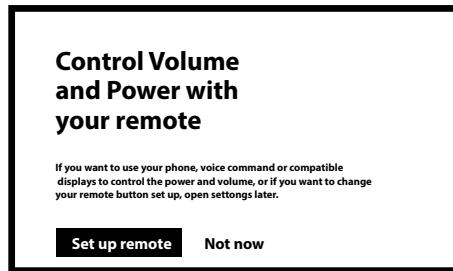 Control Volume
and Power with
your remote
If you want to use your phone, voice command or compatible
displays to control the power and volume, or if you want to change
your remote button set up, open settongs later.
Set up remote Not now